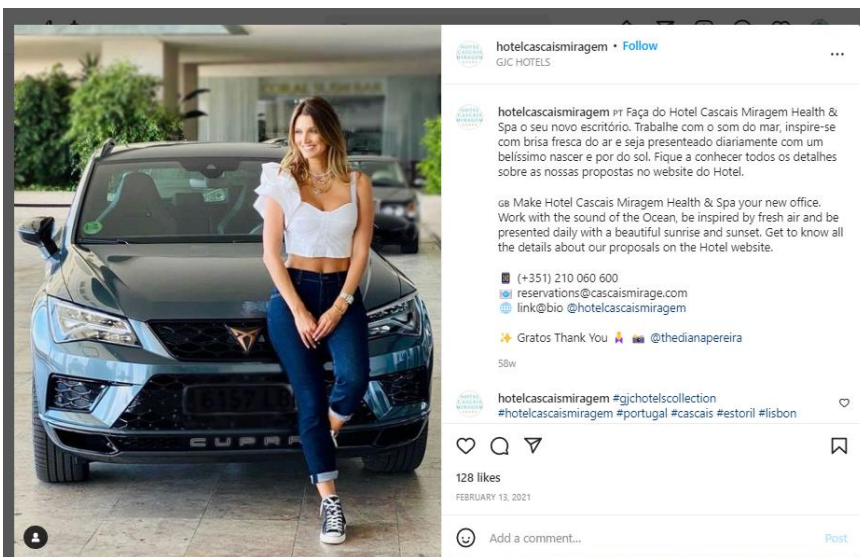 CORAL SUSHI BAR
CUPRA
hotelcascaismiragem • Follow
GJC HOTELS
hotelcascaismiragem PT Faça do Hotel Cascais Miragem Health &
Spa o seu novo escritório. Trabalhe com o som do mar, inspire-se
com brisa fresca do ar e seja presenteado diariamente com um
belíssimo nascer e por do sol. Fique a conhecer todos os detalhes
sobre as nossas propostas no website do Hotel.
GB Make Hotel Cascais Miragem Health & Spa your new office.
Work with the sound of the Ocean, be inspired by fresh air and be
presented daily with a beautiful sunrise and sunset. Get to know all
the details about our proposals on the Hotel website.
(+351) 210 060 600
reservations@cascaismirage.com
link@bio @hotelcascaismiragem
Gratos Thank You @thedianapereira
58w
hotelcascaismiragem #gjchotelscollection
#hotelcascaismiragem #portugal #cascais #estoril #lisbon
128 likes
FEBRUARY 13, 2021
Add a comment...
Post